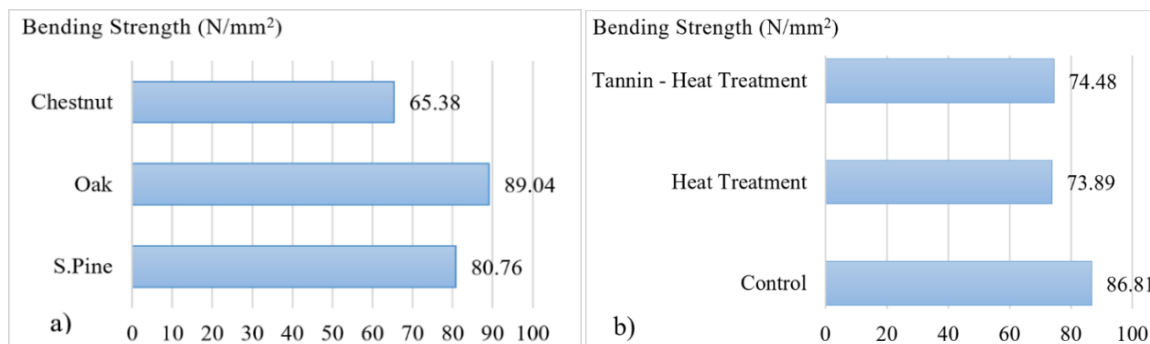 Bending Strength (N/mm²)
Chestnut 65.38
Oak 89.04
S.Pine 80.76
a) 0 10 20 30 40 50 60 70 80 90 100
Bending Strength (N/mm²)
Tannin - Heat Treatment 74.48
Heat Treatment 73.89
Control 86.81
b) 0 20 40 60 80 100